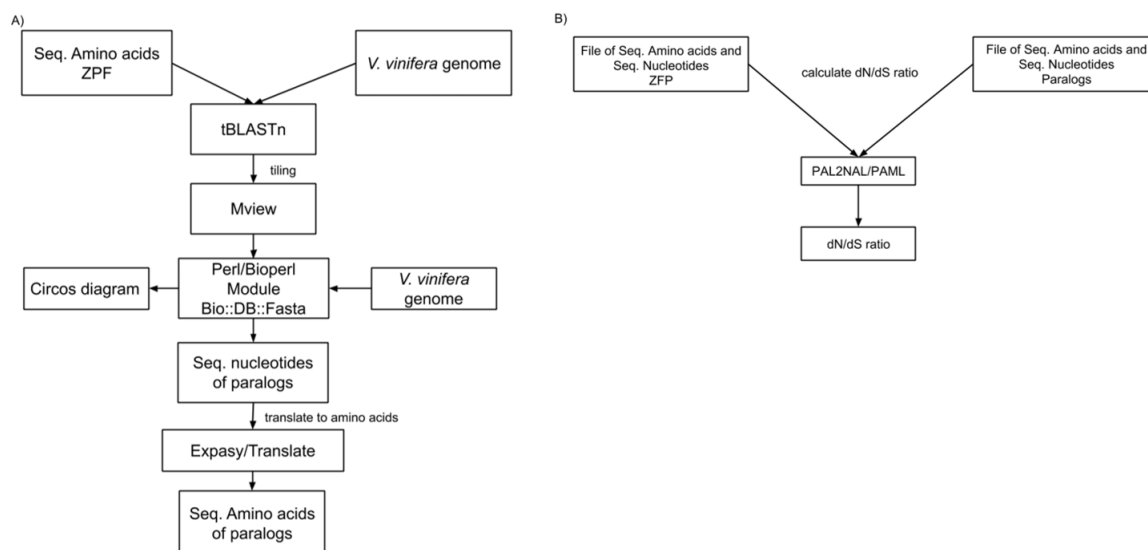 A)
Seq. Amino acids
ZPF
V. vinifera genome
tBLASTn
tiling
Mview
Perl/Bioperl
Module
Bio::DB::Fasta
Circos diagram
V. vinifera
genome
Seq. nucleotides
of paralogs
translate to amino acids
Expasy/Translate
Seq. Amino acids
of paralogs
B)
File of Seq. Amino acids and
Seq. Nucleotides
ZFP
calculate dN/dS ratio
File of Seq. Amino acids and
Seq. Nucleotides
Paralogs
PAL2NAL/PAML
dN/dS ratio